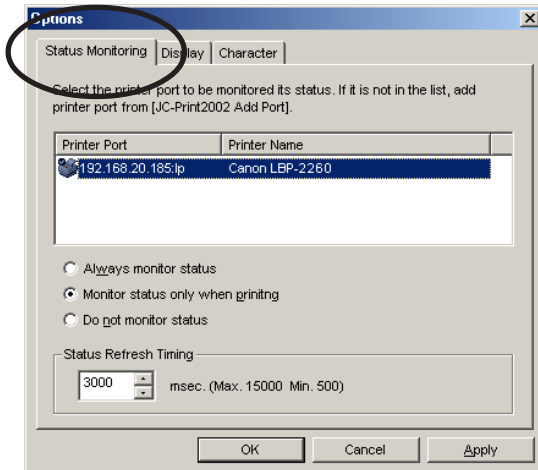 Options
Status Monitoring Display Character
Select the printer port to be monitored its status. If it is not in the list, add
printer port from [JC-Print2002 Add Port].
Printer Port Printer Name
192.168.20.185:lp Canon LBP-2260
Always monitor status
Monitor status only when prinitng
Do not monitor status
Status Refresh Timing
3000 msec. (Max. 15000 Min. 500)
OK Cancel Apply